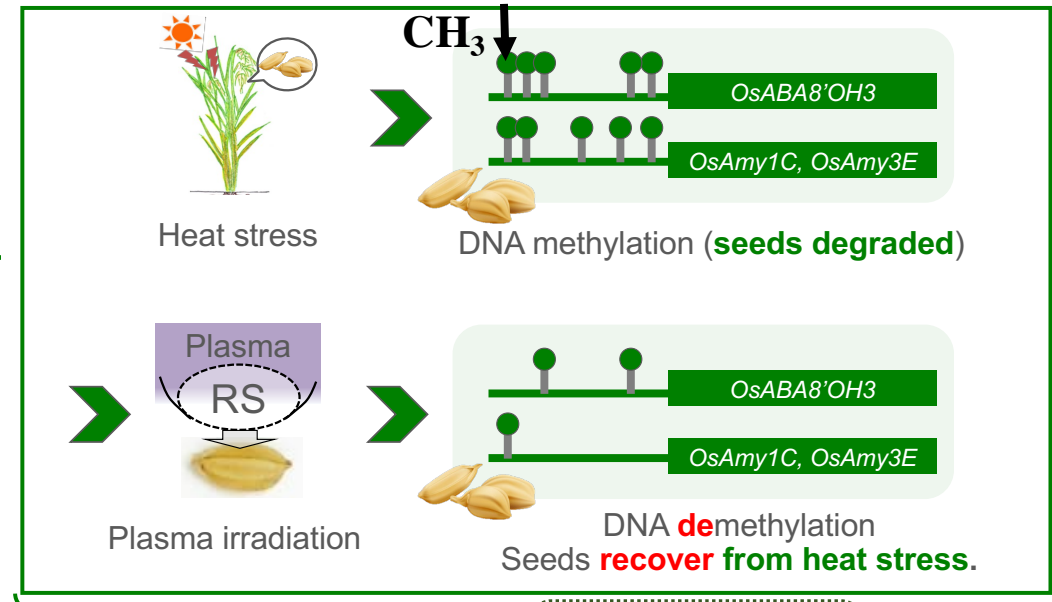 CH₃
OsABA8'OH3
OsAmy1C, OsAmy3E
Heat stress
DNA methylation (seeds degraded)
Plasma
RS
OsABA8'OH3
OsAmy1C, OsAmy3E
Plasma irradiation
DNA demethylation
Seeds recover from heat stress.